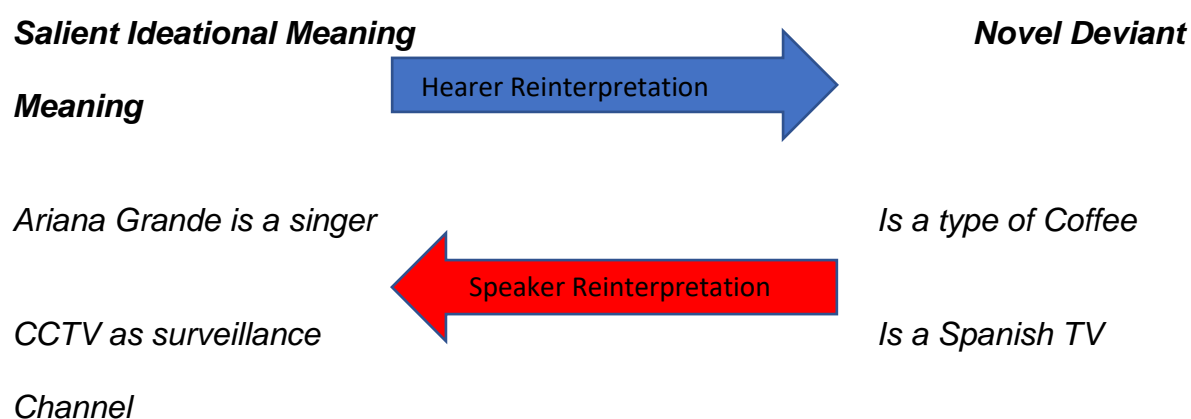 Salient Ideational Meaning Novel Deviant
Hearer Reinterpretation
Meaning
Ariana Grande is a singer Is a type of Coffee
Speaker Reinterpretation
CCTV as surveillance Is a Spanish TV
Channel